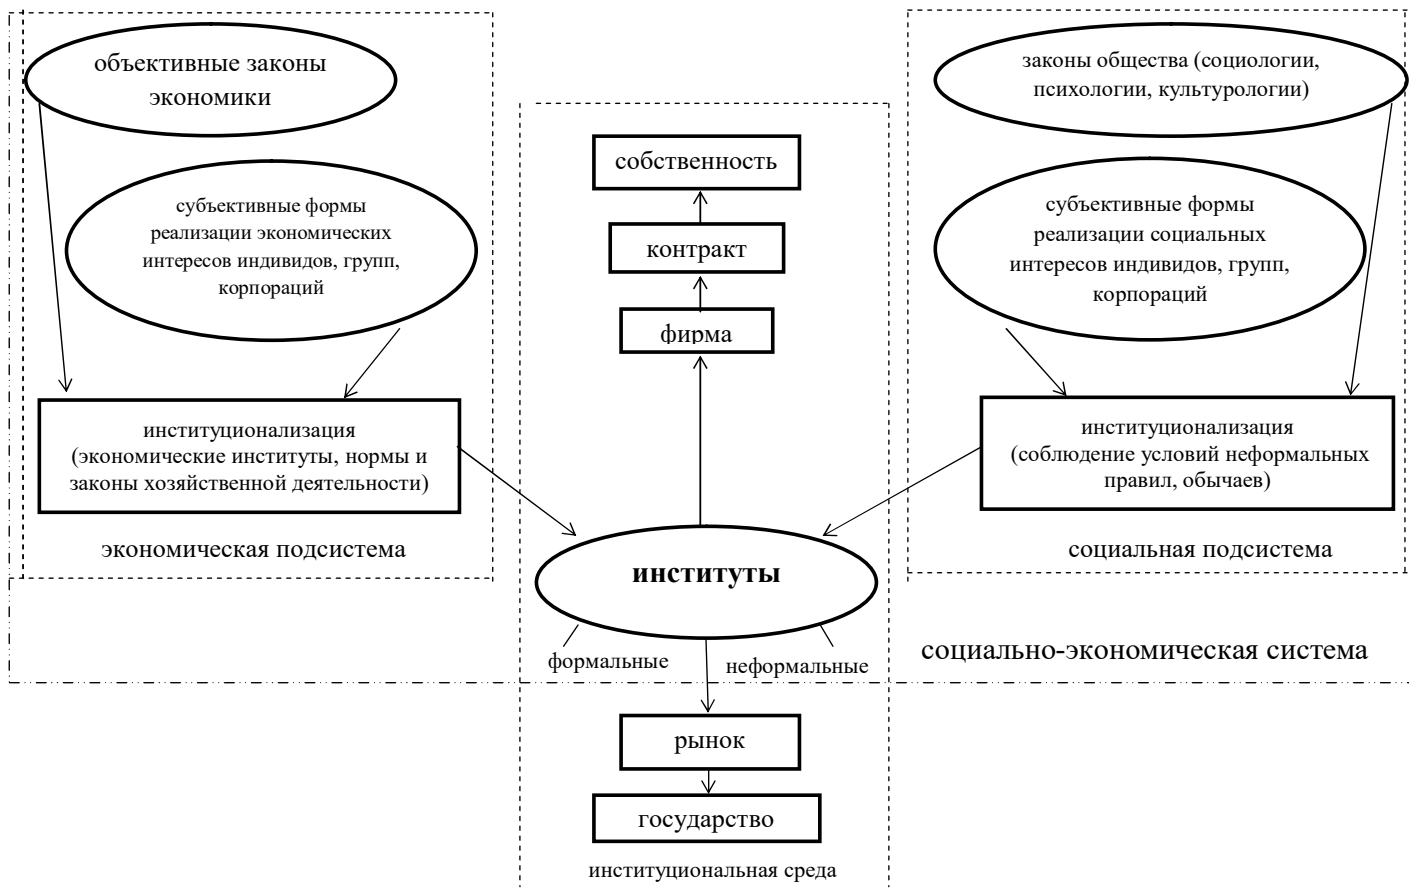 объективные законы
экономики
субъективные формы
реализации экономических
интересов индивидов, групп,
корпораций
институционализация
(экономические институты, нормы и
законы хозяйственной деятельности)
экономическая подсистема
собственность
контракт
фирма
институты
формальные
неформальные
рынок
государство
институциональная среда
законы общества (социологии,
психологии, культурологии)
субъективные формы
реализации социальных
интересов индивидов, групп,
корпораций
институционализация
(соблюдение условий неформальных
правил, обычаев)
социальная подсистема
социально-экономическая система